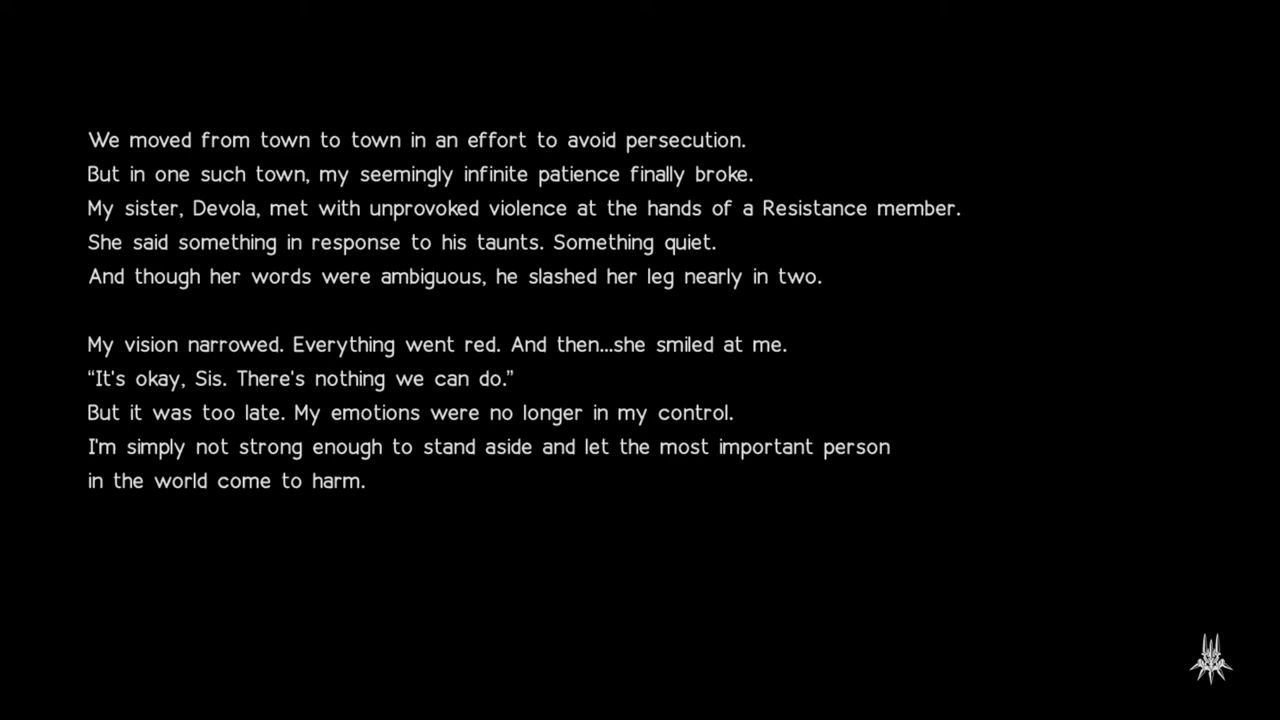 We moved from town to town in an effort to avoid persecution.
But in one such town, my seemingly infinite patience finally broke.
My sister, Devola, met with unprovoked violence at the hands of a Resistance member.
She said something in response to his taunts. Something quiet.
And though her words were ambiguous, he slashed her leg nearly in two.
My vision narrowed. Everything went red. And then...she smiled at me.
“It's okay, Sis. There's nothing we can do.”
But it was too late. My emotions were no longer in my control.
I'm simply not strong enough to stand aside and let the most important person
in the world come to harm.